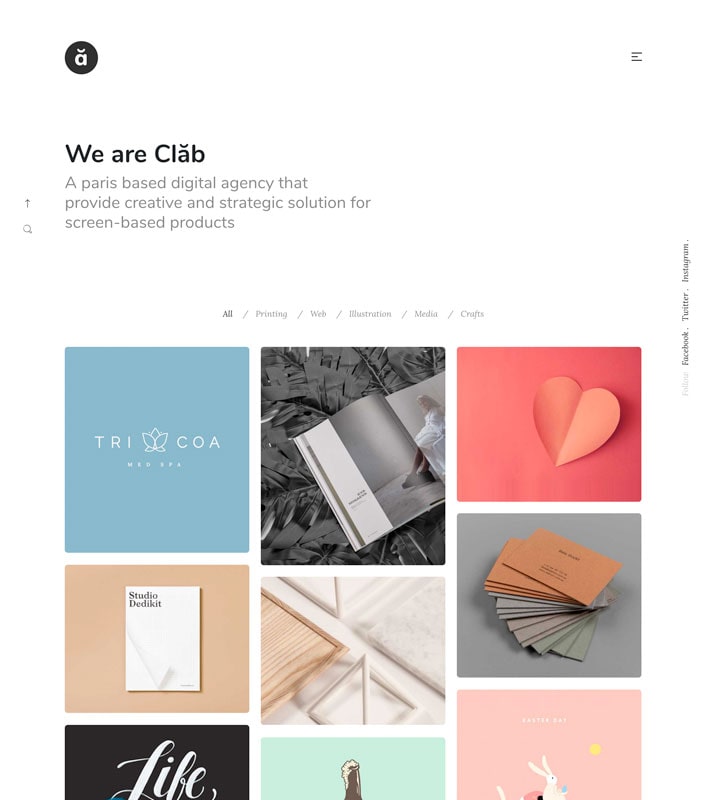 ă
We are Clăb
A paris based digital agency that
provide creative and strategic solution for
screen-based products
Follow Facebook . Twitter . Instagram .
All / Printing / Web / Illustration / Media / Crafts
TRI COA
MED SPA
Studio
Dedikit
EASTER DAY
Life